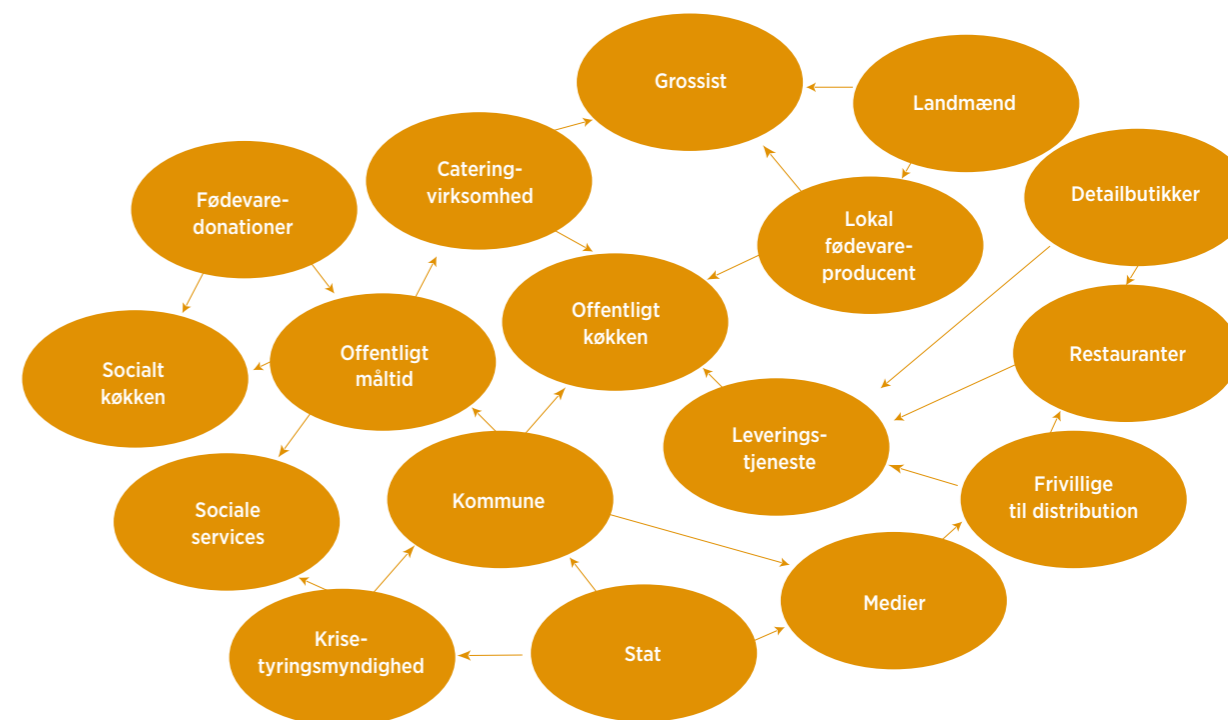 Grossist
Landmænd
Catering-
virksomhed
Detailbutikker
Fødevare-
donationer
Lokal
fødevare-
producent
Offentligt
køkken
Restauranter
Socialt
køkken
Offentligt
måltid
Leverings-
tjeneste
Kommune
Frivillige
til distribution
Sociale
services
Medier
Krise-
tyringsmyndighed
Stat